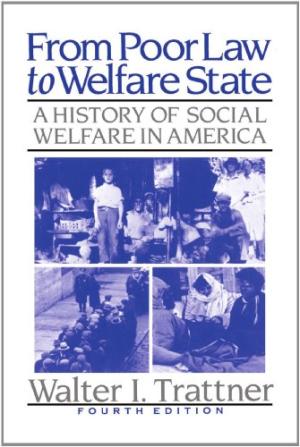 From Poor Law
to Welfare State
A HISTORY OF SOCIAL
WELFARE IN AMERICA
Walter I. Trattner
FOURTH EDITION